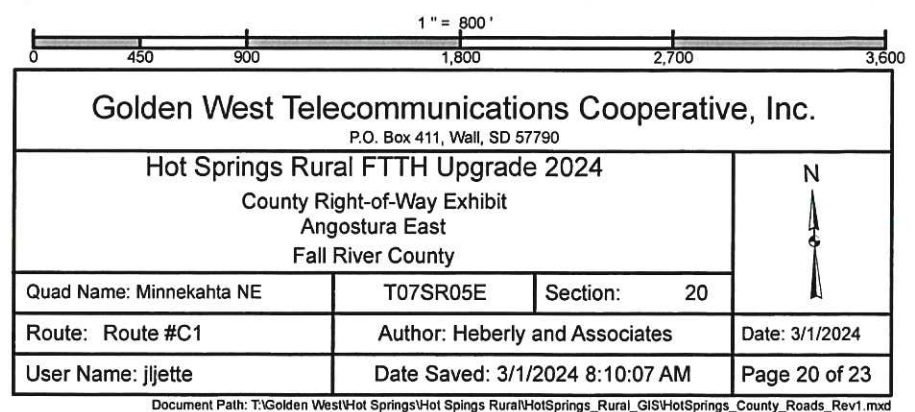 1 " = 800 '
0 450 900 1,800 2,700 3,600
Golden West Telecommunications Cooperative, Inc.
P.O. Box 411, Wall, SD 57790
Hot Springs Rural FTTH Upgrade 2024
County Right-of-Way Exhibit
Angostura East
Fall River County
N
Quad Name: Minnekahta NE T07SR05E Section: 20
Route: Route #C1 Author: Heberly and Associates Date: 3/1/2024
User Name: jljette Date Saved: 3/1/2024 8:10:07 AM Page 20 of 23
Document Path: T:\Golden West\Hot Springs\Hot Spings Rural\HotSprings_Rural_GIS\HotSprings_County_Roads_Rev1.mxd